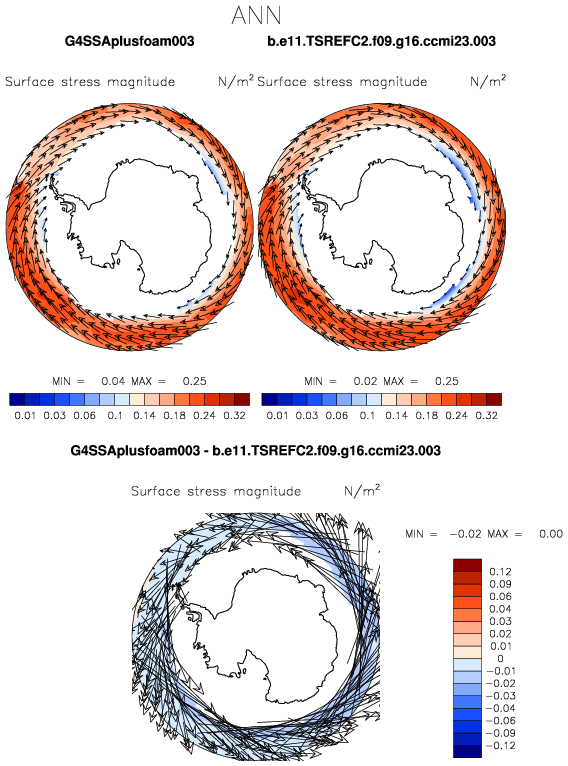 ANN
G4SSAplusfoam003 b.e11.TSREFC2.f09.g16.ccmi23.003
Surface stress magnitude N/m² Surface stress magnitude N/m²
MIN = 0.04 MAX = 0.25 MIN = 0.02 MAX = 0.25
0.01 0.03 0.06 0.1 0.14 0.18 0.24 0.32 0.01 0.03 0.06 0.1 0.14 0.18 0.24 0.32
G4SSAplusfoam003 - b.e11.TSREFC2.f09.g16.ccmi23.003
Surface stress magnitude N/m²
MIN = -0.02 MAX = 0.00
0.12
0.09
0.06
0.04
0.03
0.02
0.01
0
-0.01
-0.02
-0.03
-0.04
-0.06
-0.09
-0.12